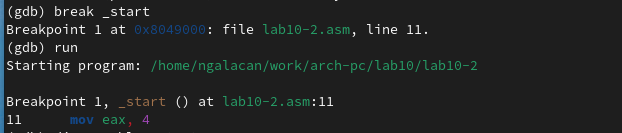 (gdb) break _start
Breakpoint 1 at 0x8049000: file lab10-2.asm, line 11.
(gdb) run
Starting program: /home/ngalacan/work/arch-pc/lab10/lab10-2
Breakpoint 1, _start () at lab10-2.asm:11
11 mov eax, 4